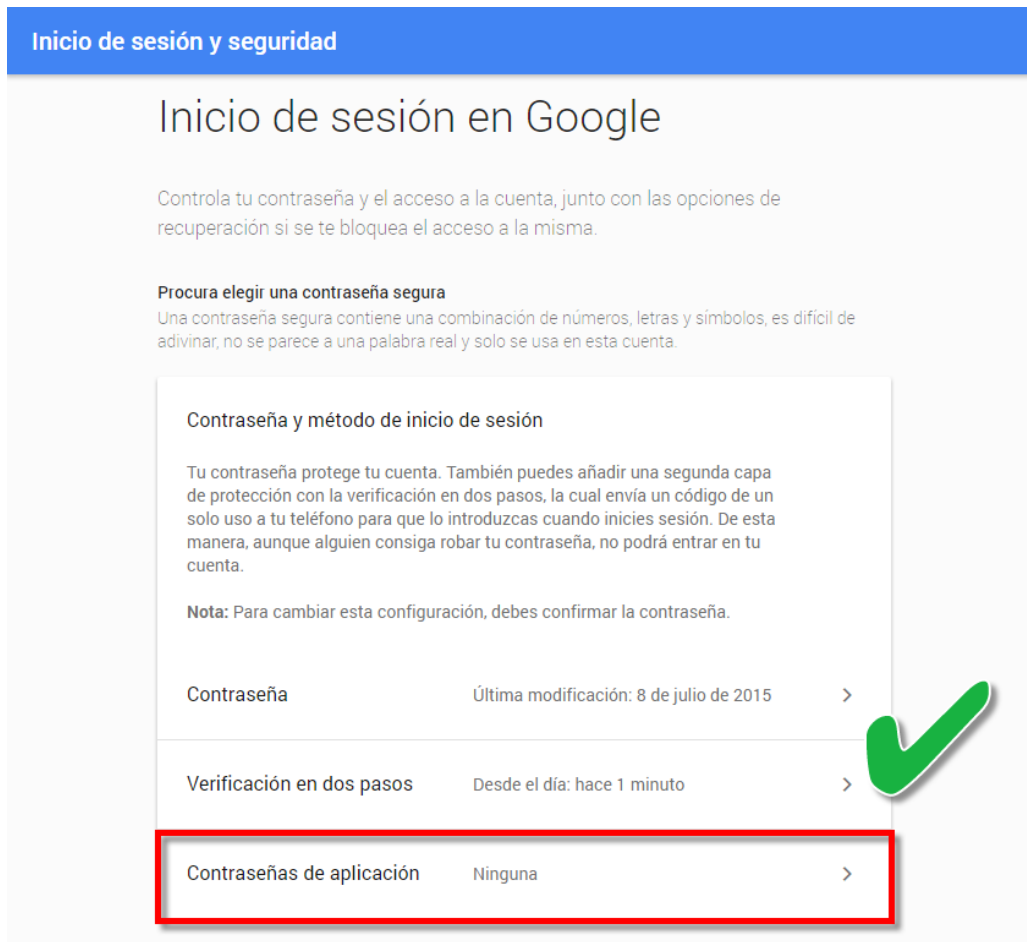 Inicio de sesión y seguridad
Inicio de sesión en Google
Controla tu contraseña y el acceso a la cuenta, junto con las opciones de
recuperación si se te bloquea el acceso a la misma.
Procura elegir una contraseña segura
Una contraseña segura contiene una combinación de números, letras y símbolos, es difícil de
adivinar, no se parece a una palabra real y solo se usa en esta cuenta.
Contraseña y método de inicio de sesión
Tu contraseña protege tu cuenta. También puedes añadir una segunda capa
de protección con la verificación en dos pasos, la cual envía un código de un
solo uso a tu teléfono para que lo introduzcas cuando inicies sesión. De esta
manera, aunque alguien consiga robar tu contraseña, no podrá entrar en tu
cuenta.
Nota: Para cambiar esta configuración, debes confirmar la contraseña.
Contraseña Última modificación: 8 de julio de 2015
Verificación en dos pasos Desde el día: hace 1 minuto
Contraseñas de aplicación Ninguna